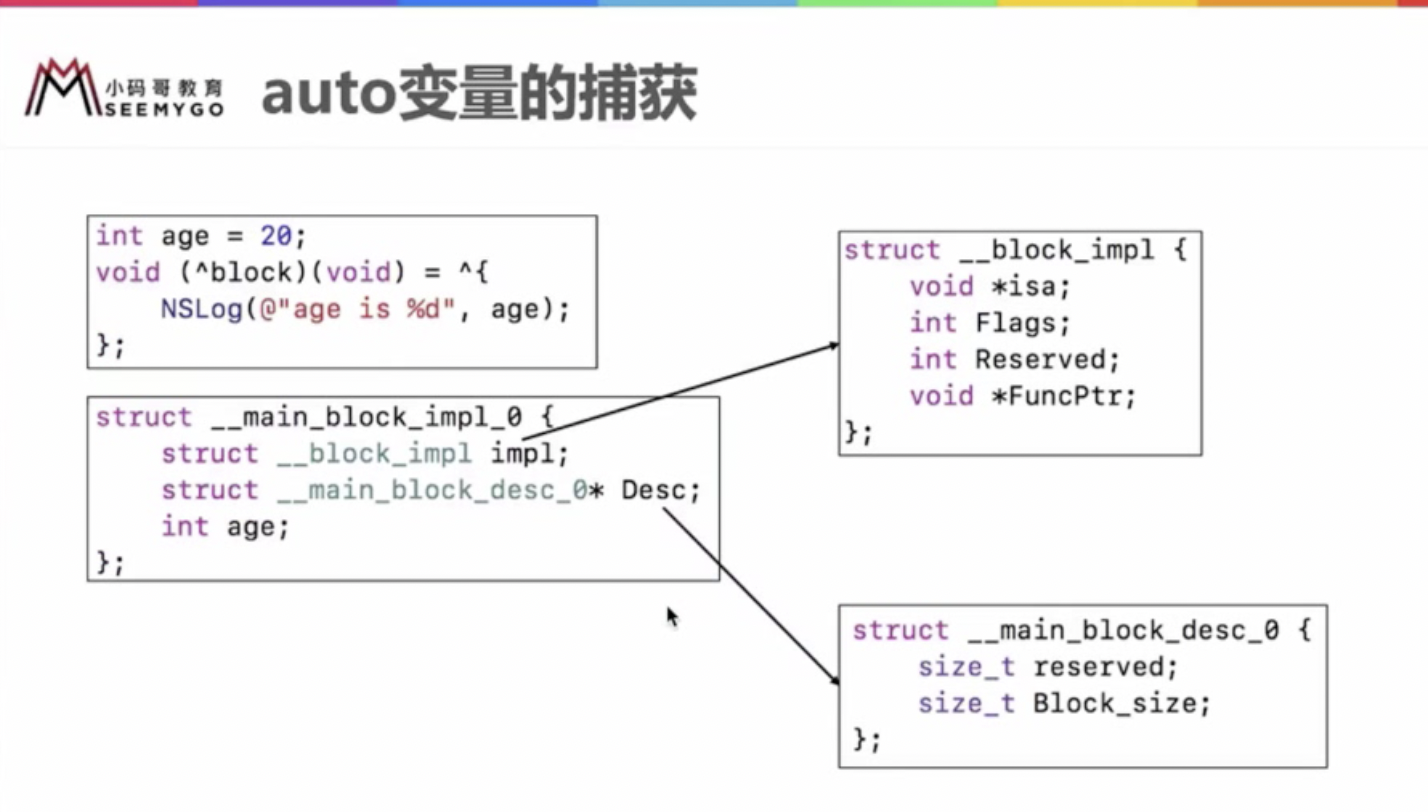 小码哥教育
SEEMYGO
auto变量的捕获
int age = 20;
void (^block)(void) = ^{
NSLog(@"age is %d", age);
};
struct __main_block_impl_0 {
struct __block_impl impl;
struct __main_block_desc_0* Desc;
int age;
};
struct __block_impl {
void *isa;
int Flags;
int Reserved;
void *FuncPtr;
};
struct __main_block_desc_0 {
size_t reserved;
size_t Block_size;
};